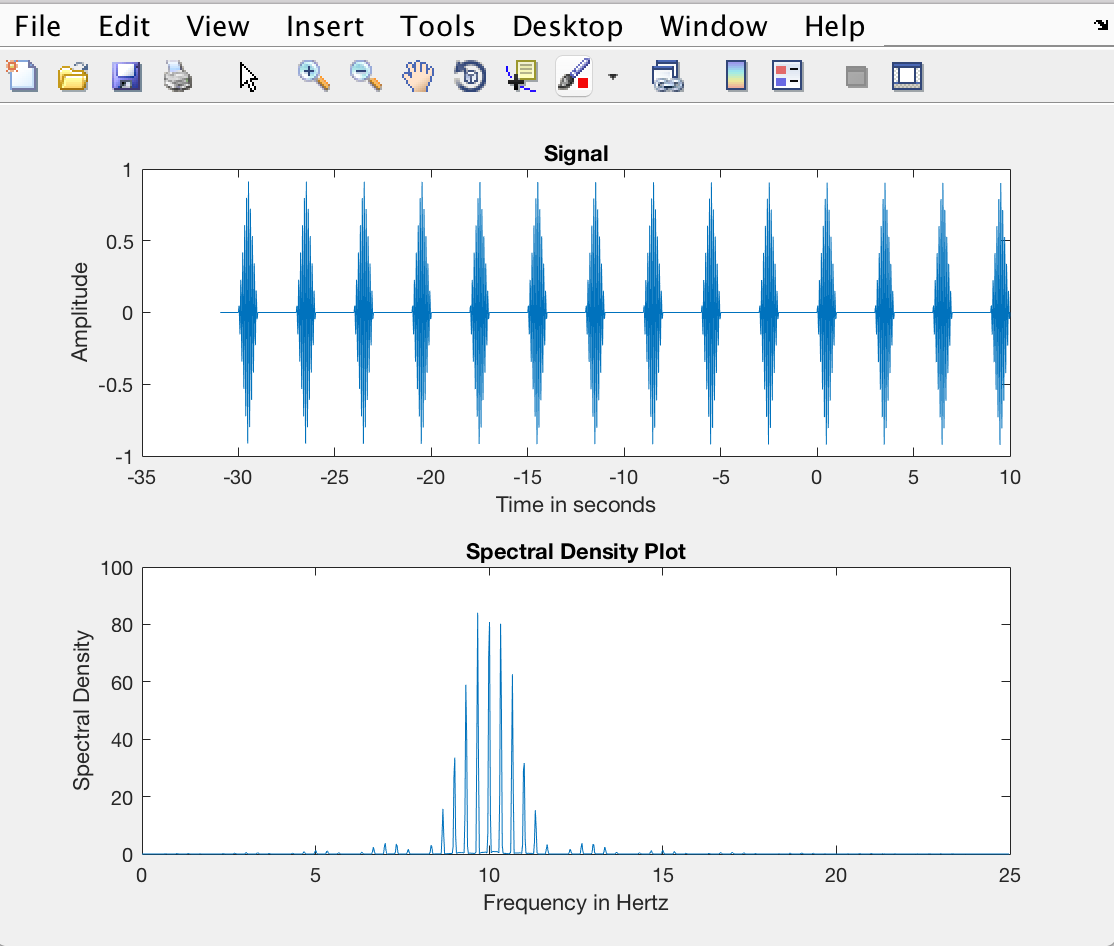 File Edit View Insert Tools Desktop Window Help
Signal
1
0.5
0
-0.5
-1
Amplitude
-35 -30 -25 -20 -15 -10 -5 0 5 10
Time in seconds
Spectral Density Plot
100
80
60
40
20
0
Spectral Density
0 5 10 15 20 25
Frequency in Hertz